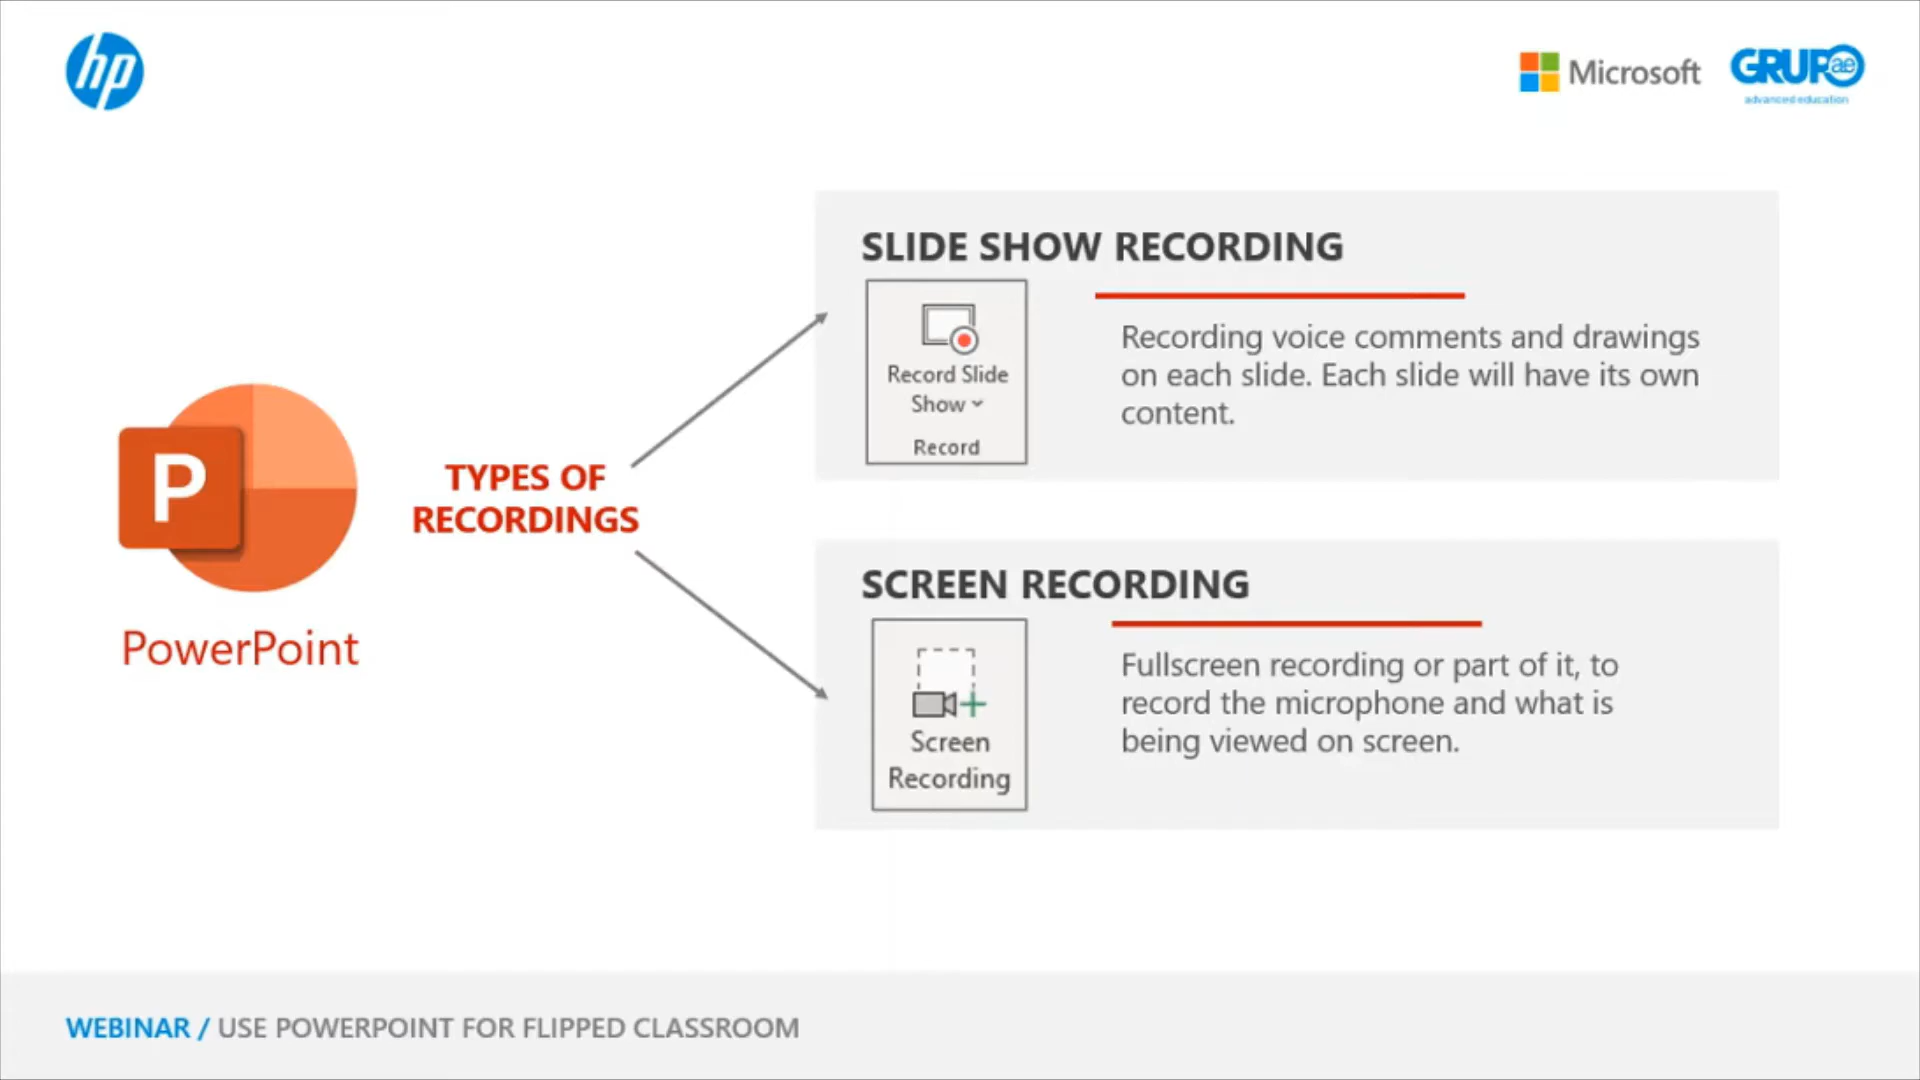 hp
Microsoft
GRUPO ae
advanced education
SLIDE SHOW RECORDING
Record Slide
Show
Record
Recording voice comments and drawings
on each slide. Each slide will have its own
content.
P
PowerPoint
TYPES OF
RECORDINGS
SCREEN RECORDING
Screen
Recording
Fullscreen recording or part of it, to
record the microphone and what is
being viewed on screen.
WEBINAR / USE POWERPOINT FOR FLIPPED CLASSROOM